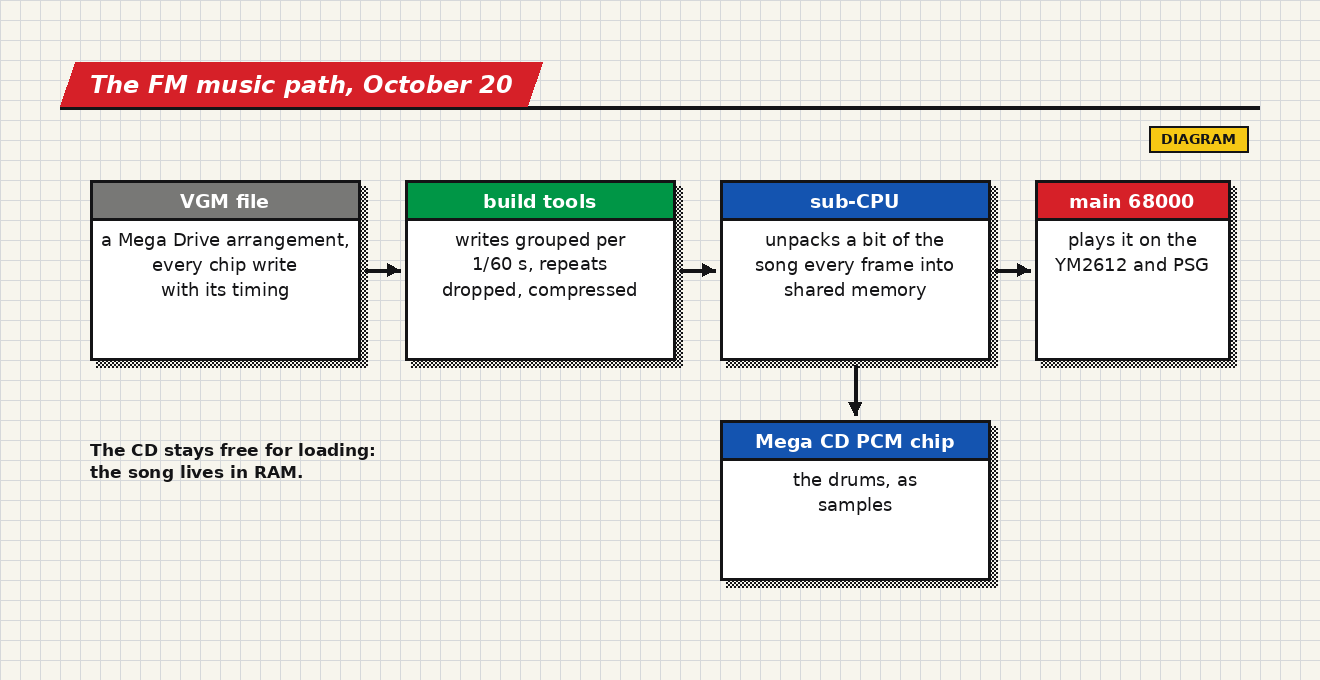 The FM music path, October 20
DIAGRAM
VGM file
a Mega Drive arrangement,
every chip write
with its timing
build tools
writes grouped per
1/60 s, repeats
dropped, compressed
sub-CPU
unpacks a bit of the
song every frame into
shared memory
main 68000
plays it on the
YM2612 and PSG
Mega CD PCM chip
the drums, as
samples
The CD stays free for loading:
the song lives in RAM.